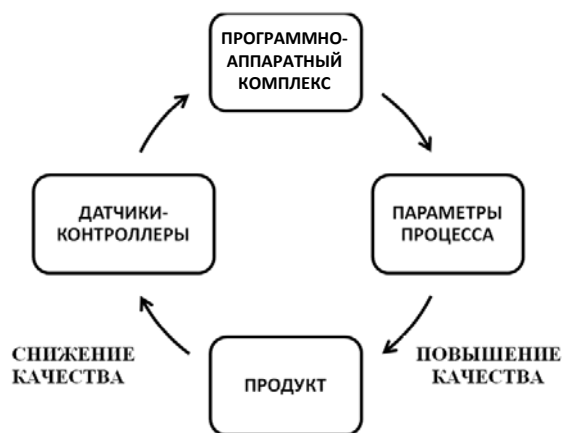 ПРОГРАММНО-
АППАРАТНЫЙ
КОМПЛЕКС
ДАТЧИКИ-
КОНТРОЛЛЕРЫ
ПАРАМЕТРЫ
ПРОЦЕССА
СНИЖЕНИЕ
КАЧЕСТВА
ПРОДУКТ
ПОВЫШЕНИЕ
КАЧЕСТВА